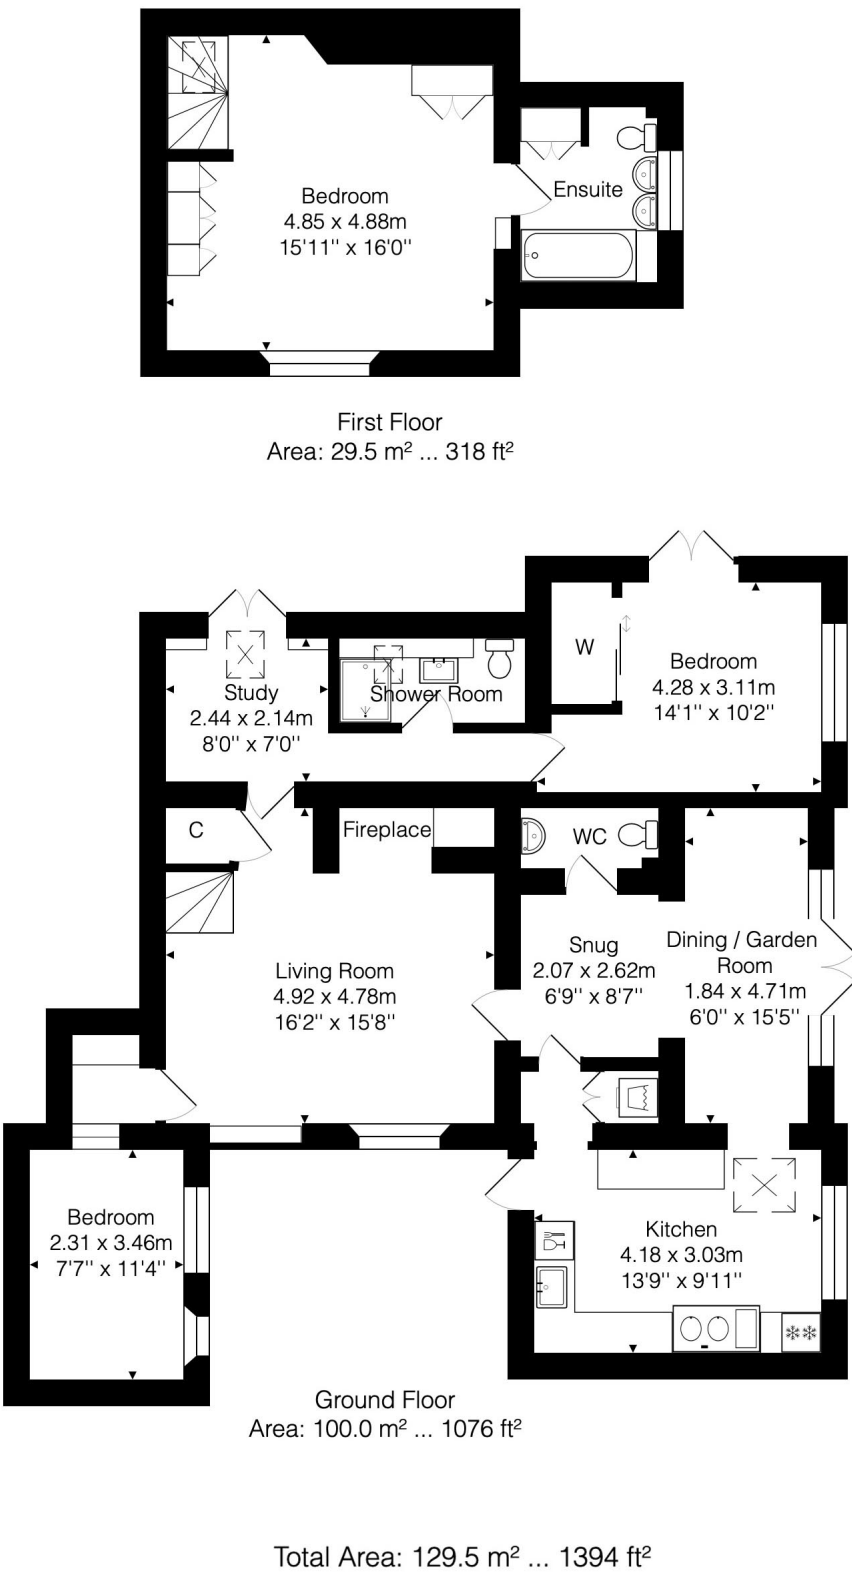 Bedroom
4.85 x 4.88m
15'11" x 16'0"
Ensuite
First Floor
Area: 29.5 m² ... 318 ft²
Study
2.44 x 2.14m
8'0" x 7'0"
Shower Room
W
Bedroom
4.28 x 3.11m
14'1" x 10'2"
C
Fireplace
WC
Living Room
4.92 x 4.78m
16'2" x 15'8"
Snug
2.07 x 2.62m
6'9" x 8'7"
Dining / Garden
Room
1.84 x 4.71m
6'0" x 15'5"
Bedroom
2.31 x 3.46m
7'7" x 11'4"
Kitchen
4.18 x 3.03m
13'9" x 9'11"
Ground Floor
Area: 100.0 m² ... 1076 ft²
Total Area: 129.5 m² ... 1394 ft²